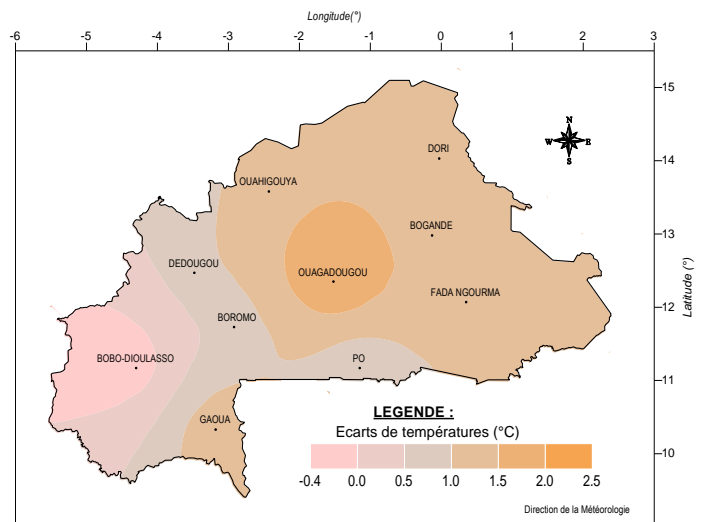 Longitude(°)
-6 -5 -4 -3 -2 -1 0 1 2 3
15
N
W E
S
DORI
14
OUAHIGOUYA
BOGANDE
13
DEDOUGOU
OUAGADOUGOU
FADA NGOURMA
Latitude (°)
12
BOROMO
BOBO-DIOULASSO
PO
11
LEGENDE :
GAOUA
Ecarts de températures (°C)
10
-0.4 0.0 0.5 1.0 1.5 2.0 2.5
Direction de la Météorologie